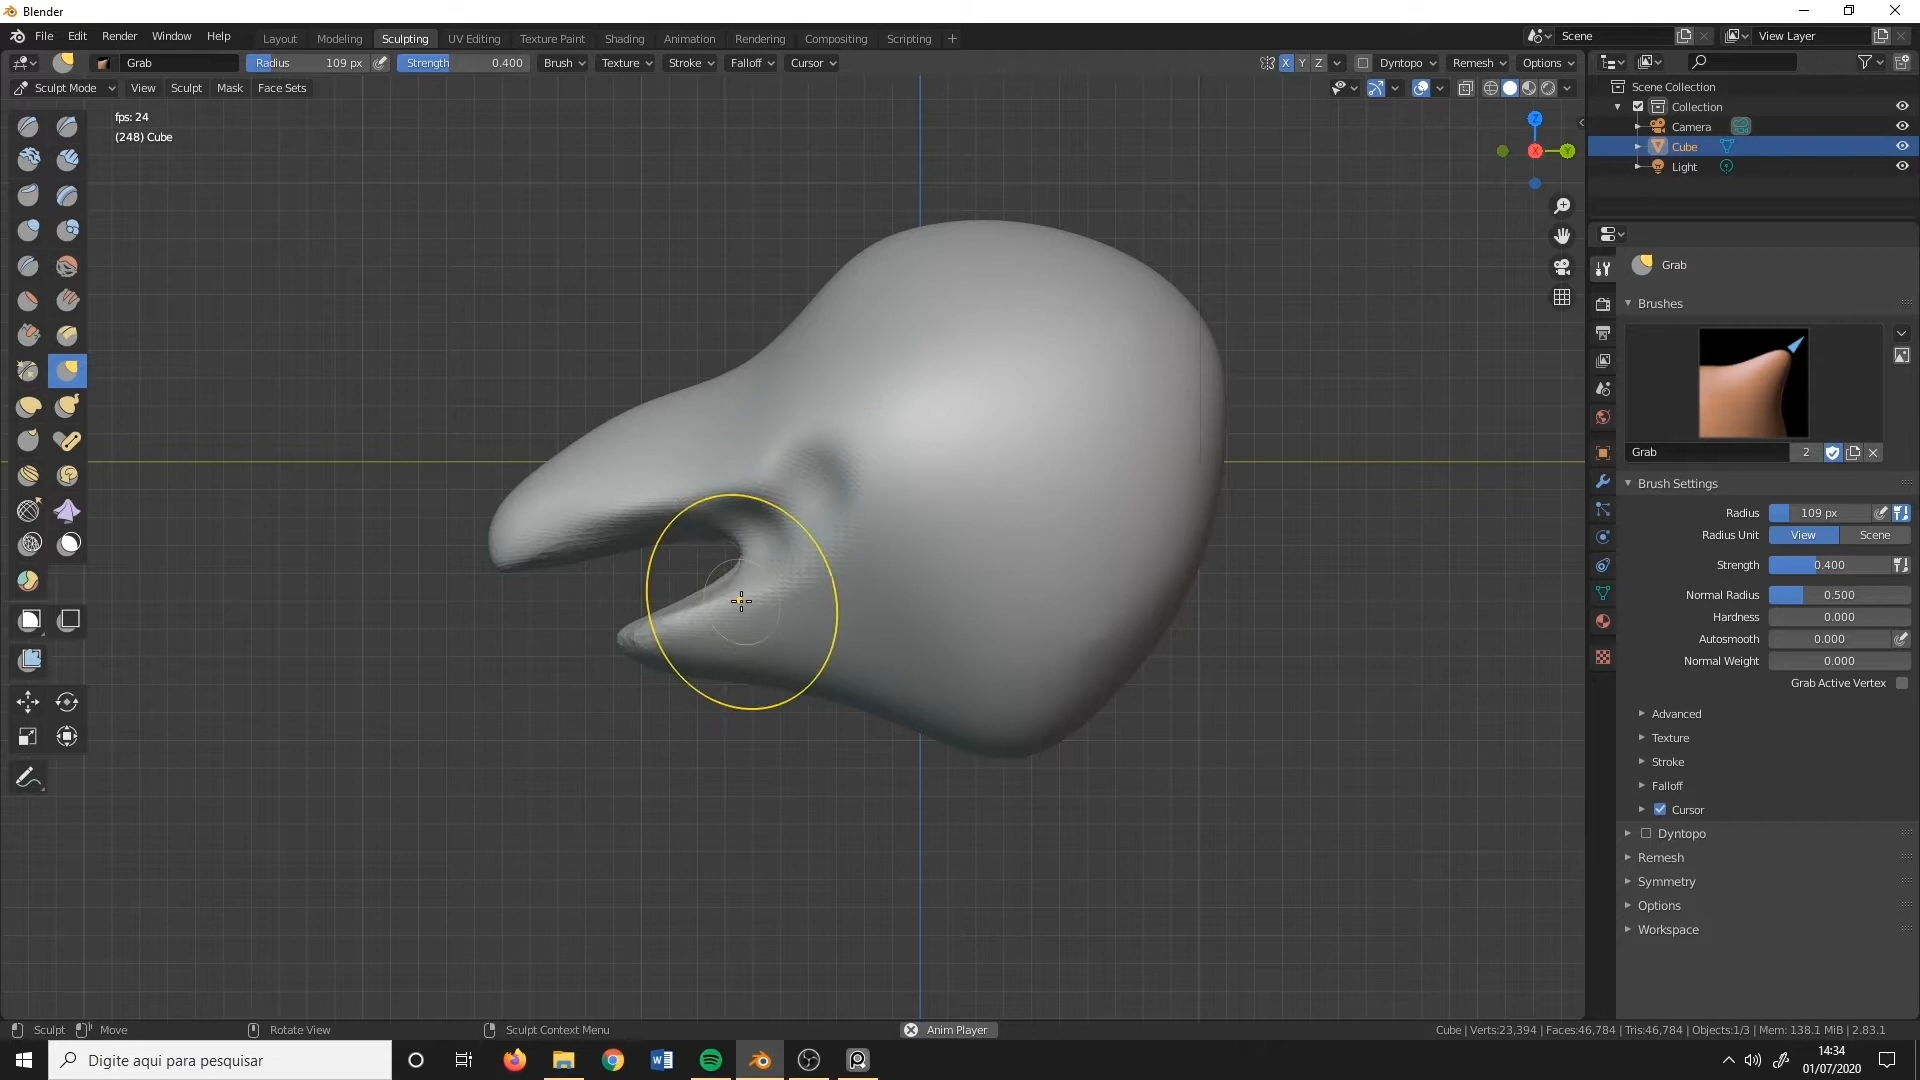 Blender
File Edit Render Window Help
Layout Modeling Sculpting UV Editing Texture Paint Shading Animation Rendering Compositing Scripting +
Scene
View Layer
Grab
Radius 109 px
Strength 0.400
Brush Texture Stroke Falloff Cursor
X Y Z
Dyntopo Remesh Options
Sculpt Mode View Sculpt Mask Face Sets
fps: 24
(248) Cube
Z
X
Y
Scene Collection
Collection
Camera
Cube
Light
Grab
Brushes
Grab 2
Brush Settings
Radius 109 px
Radius Unit View Scene
Strength 0.400
Normal Radius 0.500
Hardness 0.000
Autosmooth 0.000
Normal Weight 0.000
Grab Active Vertex
Advanced
Texture
Stroke
Falloff
Cursor
Dyntopo
Remesh
Symmetry
Options
Workspace
Sculpt Move Rotate View Sculpt Context Menu Anim Player
Cube | Verts:23,394 | Faces:46,784 | Tris:46,784 | Objects:1/3 | Mem: 138.1 MiB | 2.83.1
Digite aqui para pesquisar
14:34
01/07/2020